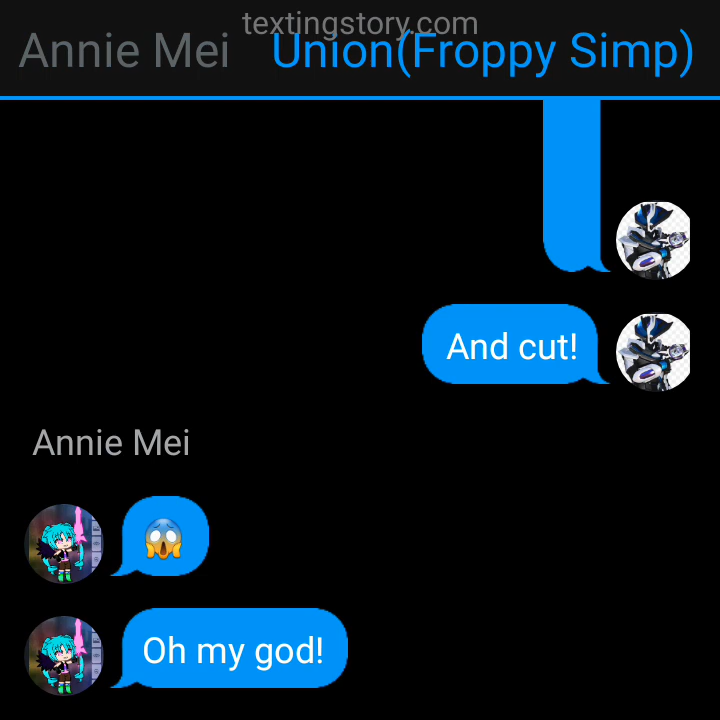 textingstory.com
Annie Mei Union(Froppy Simp)
And cut!
Annie Mei
😱
Oh my god!